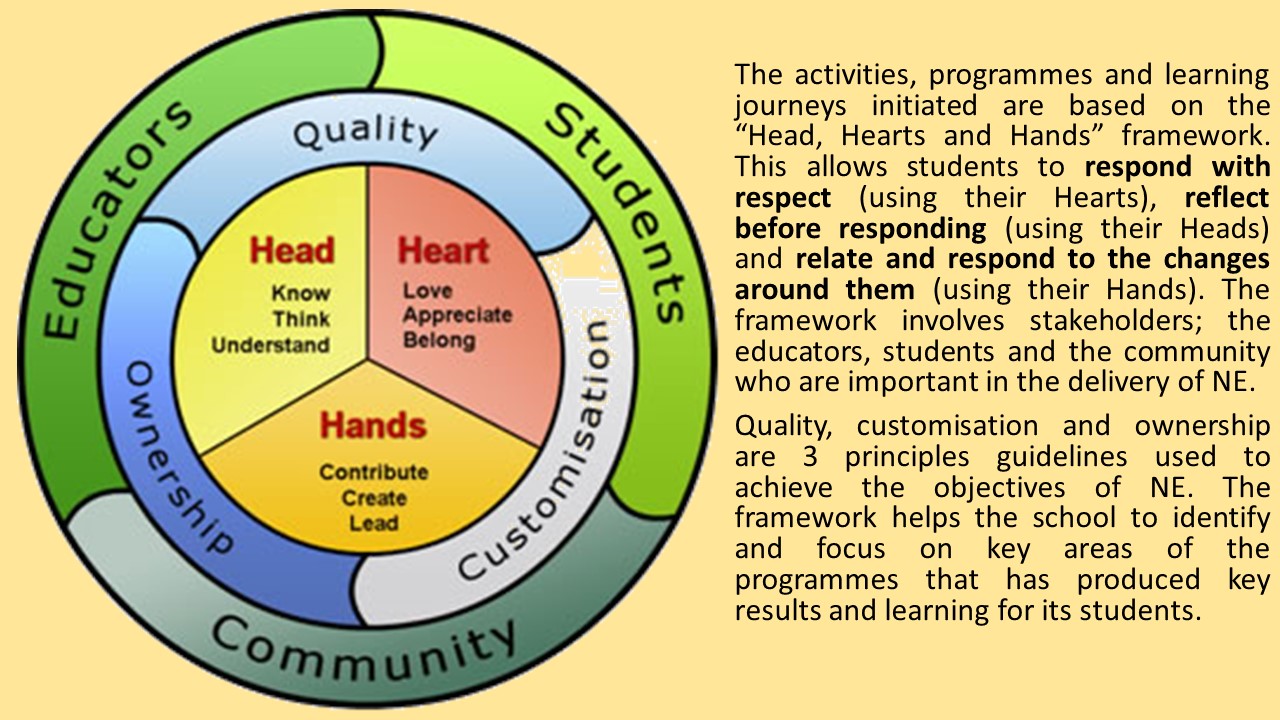 Educators
Students
Quality
Ownership
Customisation
Community
Head
Know
Think
Understand
Heart
Love
Appreciate
Belong
Hands
Contribute
Create
Lead
The activities, programmes and learning
journeys initiated are based on the
“Head, Hearts and Hands” framework.
This allows students to respond with
respect (using their Hearts), reflect
before responding (using their Heads)
and relate and respond to the changes
around them (using their Hands). The
framework involves stakeholders; the
educators, students and the community
who are important in the delivery of NE.
Quality, customisation and ownership
are 3 principles guidelines used to
achieve the objectives of NE. The
framework helps the school to identify
and focus on key areas of the
programmes that has produced key
results and learning for its students.